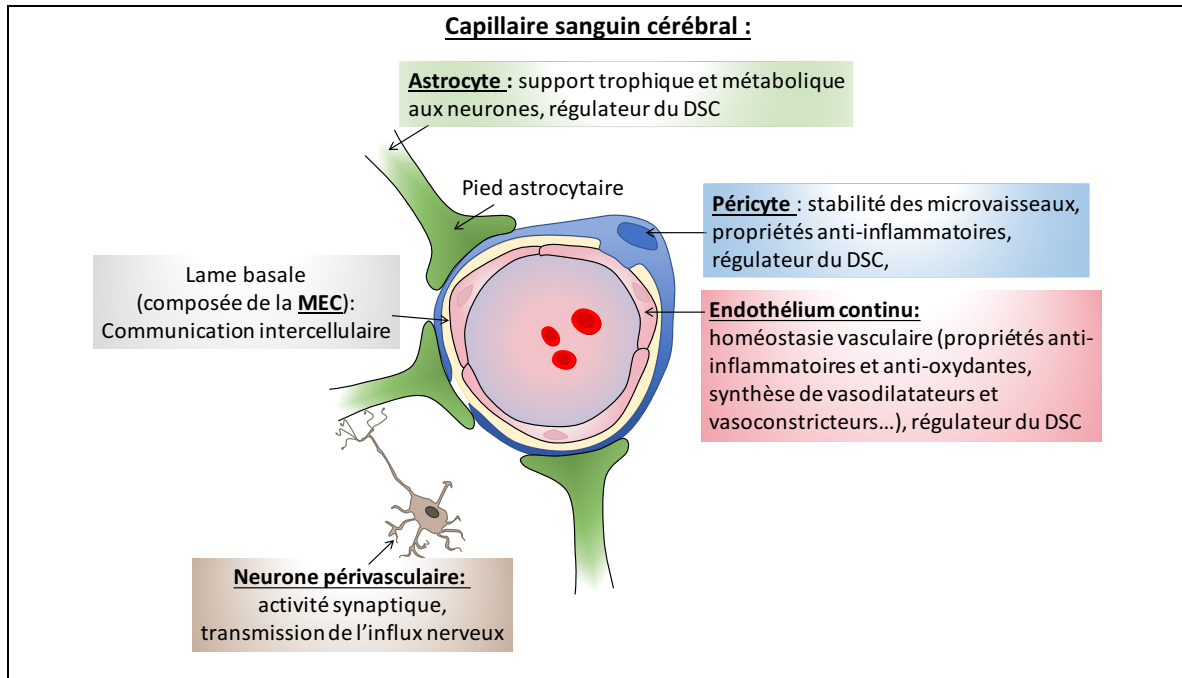 Capillaire sanguin cérébral :
Astrocyte : support trophique et métabolique
aux neurones, régulateur du DSC
Pied astrocytaire
Péricyte : stabilité des microvaisseaux,
propriétés anti-inflammatoires,
régulateur du DSC,
Lame basale
(composée de la MEC):
Communication intercellulaire
Endothélium continu:
homéostasie vasculaire (propriétés anti-
inflammatoires et anti-oxydantes,
synthèse de vasodilatateurs et
vasoconstricteurs...), régulateur du DSC
Neurone périvasculaire:
activité synaptique,
transmission de l'influx nerveux